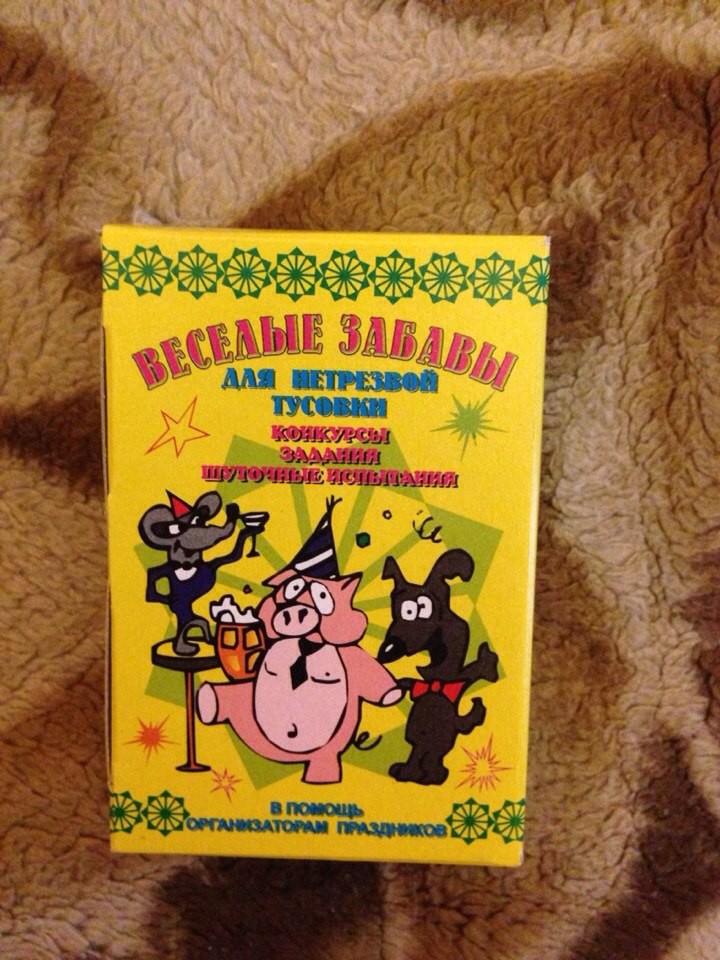 ВЕСЕЛЫЕ ЗАБАВЫ
ДЛЯ НЕТРЕЗВОЙ
ТУСОВКИ
КОНКУРСЫ
ЗАДАНИЯ
ШУТОЧНЫЕ ИСПЫТАНИЯ
В ПОМОЩЬ
ОРГАНИЗАТОРАМ ПРАЗДНИКОВ